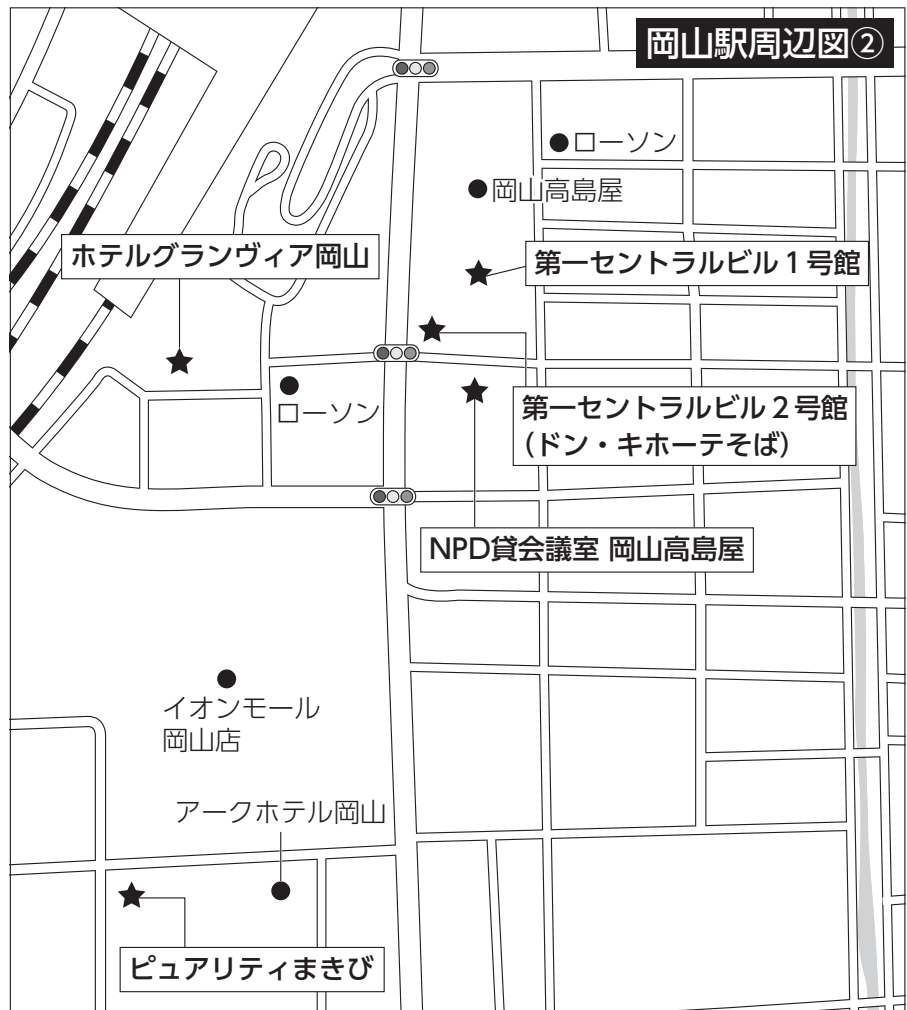 岡山駅周辺図②
ローソン
岡山高島屋
ホテルグランヴィア岡山
第一セントラルビル1号館
ローソン
第一セントラルビル2号館
(ドン・キホーテそば)
NPD貸会議室 岡山高島屋
イオンモール
岡山店
アークホテル岡山
ピュアリティまきび